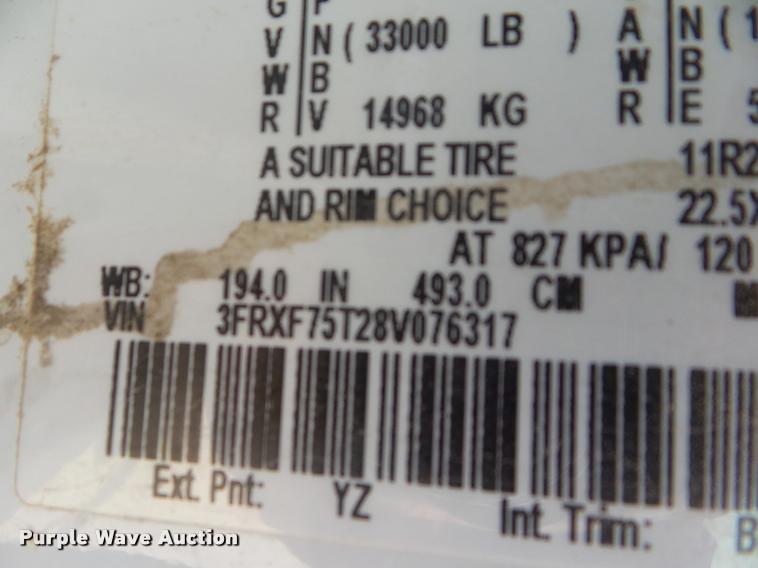 G F A
V N ( 33000 LB ) N (
W B W B
R V 14968 KG R E 5
A SUITABLE TIRE 11R2
AND RIM CHOICE 22.5X
AT 827 KPA/ 120
WB: 194.0 IN 493.0 CM
VIN 3FRXF75T28V076317
Ext. Pnt: YZ Int. Trim: B
Purple Wave Auction